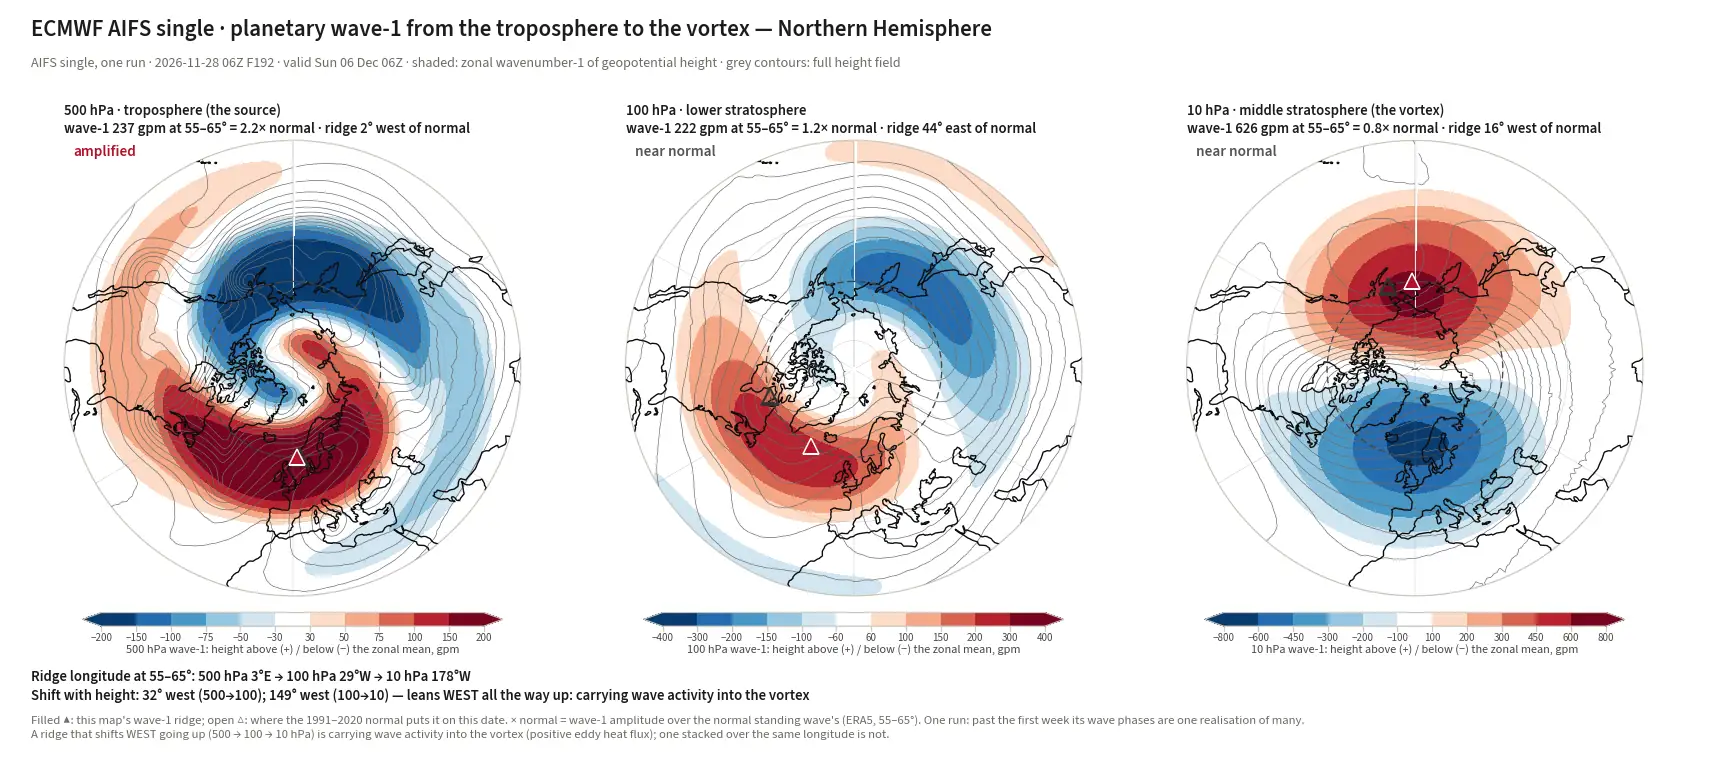 ECMWF AIFS single · planetary wave-1 from the troposphere to the vortex — Northern Hemisphere
AIFS single, one run · 2026-11-28 06Z F192 · valid Sun 06 Dec 06Z · shaded: zonal wavenumber-1 of geopotential height · grey contours: full height field
500 hPa · troposphere (the source)
wave-1 237 gpm at 55–65° = 2.2× normal · ridge 2° west of normal
amplified
100 hPa · lower stratosphere
wave-1 222 gpm at 55–65° = 1.2× normal · ridge 44° east of normal
near normal
10 hPa · middle stratosphere (the vortex)
wave-1 626 gpm at 55–65° = 0.8× normal · ridge 16° west of normal
near normal
−200 −150 −100 −75 −50 −30 30 50 75 100 150 200
500 hPa wave-1: height above (+) / below (−) the zonal mean, gpm
−400 −300 −200 −150 −100 −60 60 100 150 200 300 400
100 hPa wave-1: height above (+) / below (−) the zonal mean, gpm
−800 −600 −450 −300 −200 −100 100 200 300 450 600 800
10 hPa wave-1: height above (+) / below (−) the zonal mean, gpm
Ridge longitude at 55–65°: 500 hPa 3°E → 100 hPa 29°W → 10 hPa 178°W
Shift with height: 32° west (500→100); 149° west (100→10) — leans WEST all the way up: carrying wave activity into the vortex
Filled ▲: this map's wave-1 ridge; open △: where the 1991–2020 normal puts it on this date. × normal = wave-1 amplitude over the normal standing wave's (ERA5, 55–65°). One run: past the first week its wave phases are one realisation of many.
A ridge that shifts WEST going up (500 → 100 → 10 hPa) is carrying wave activity into the vortex (positive eddy heat flux); one stacked over the same longitude is not.